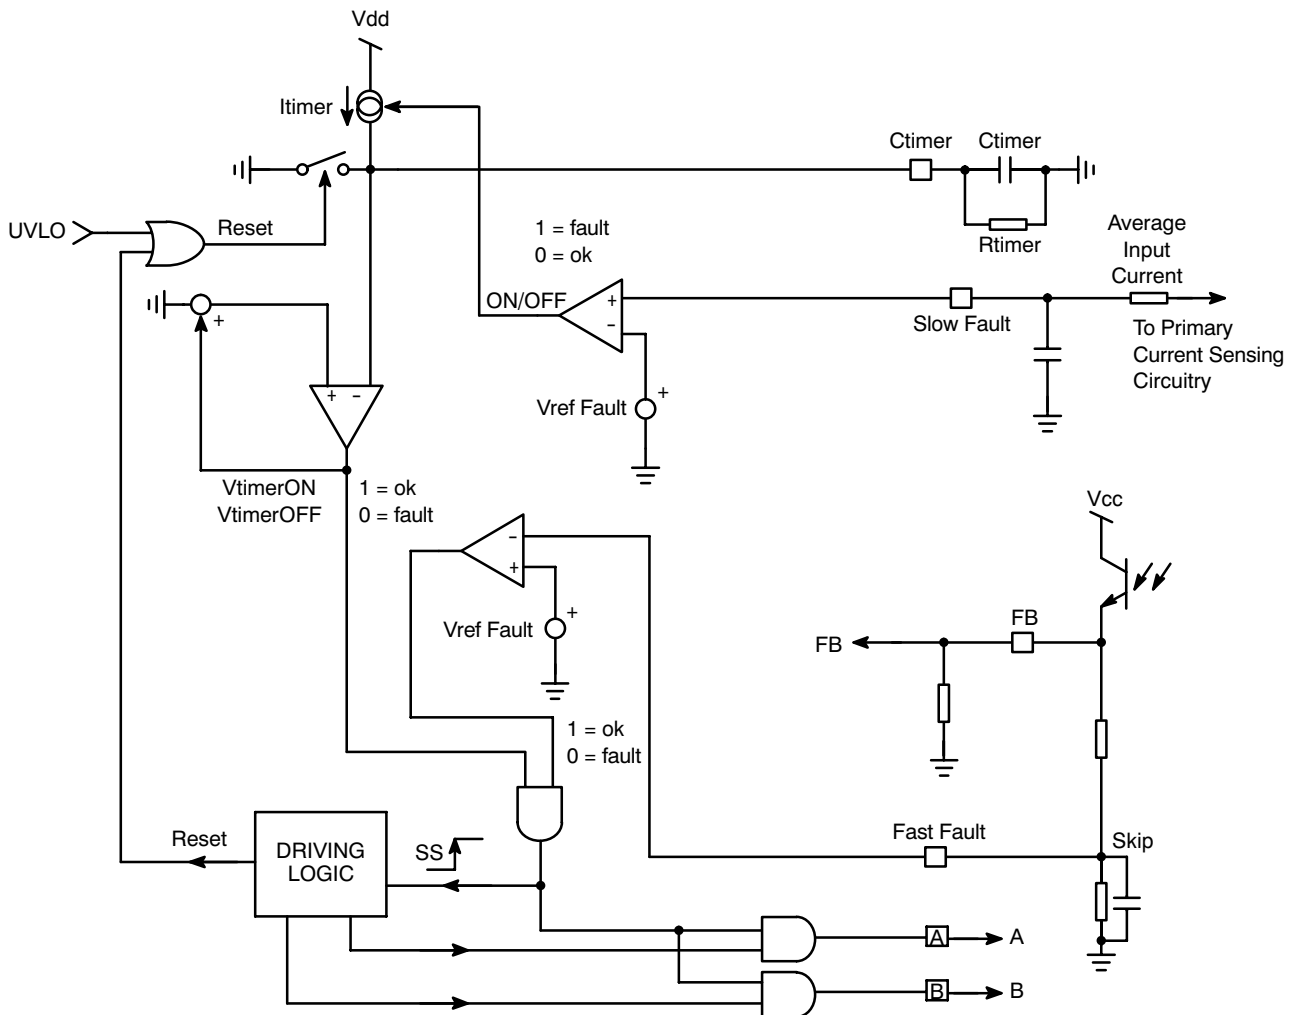 Vdd
Itimer
Ctimer
Ctimer
UVLO
Reset
1 = fault
0 = ok
Rtimer
Average
Input
Current
ON/OFF
+
-
+
Slow Fault
To Primary
Current Sensing
Circuitry
+ -
Vref Fault
+
VtimerON
VtimerOFF
1 = ok
0 = fault
Vcc
-
+
Vref Fault
+
FB
FB
1 = ok
0 = fault
Reset
DRIVING
LOGIC
SS
Fast Fault
Skip
A
A
B
B